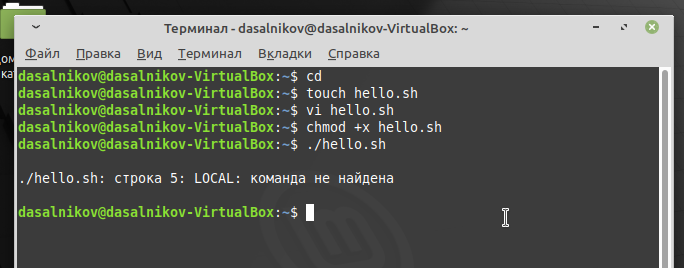 Терминал - dasalnikov@dasalnikov-VirtualBox: ~
Файл Правка Вид Терминал Вкладки Справка
dasalnikov@dasalnikov-VirtualBox:~$ cd
dasalnikov@dasalnikov-VirtualBox:~$ touch hello.sh
dasalnikov@dasalnikov-VirtualBox:~$ vi hello.sh
dasalnikov@dasalnikov-VirtualBox:~$ chmod +x hello.sh
dasalnikov@dasalnikov-VirtualBox:~$ ./hello.sh
./hello.sh: строка 5: LOCAL: команда не найдена
dasalnikov@dasalnikov-VirtualBox:~$